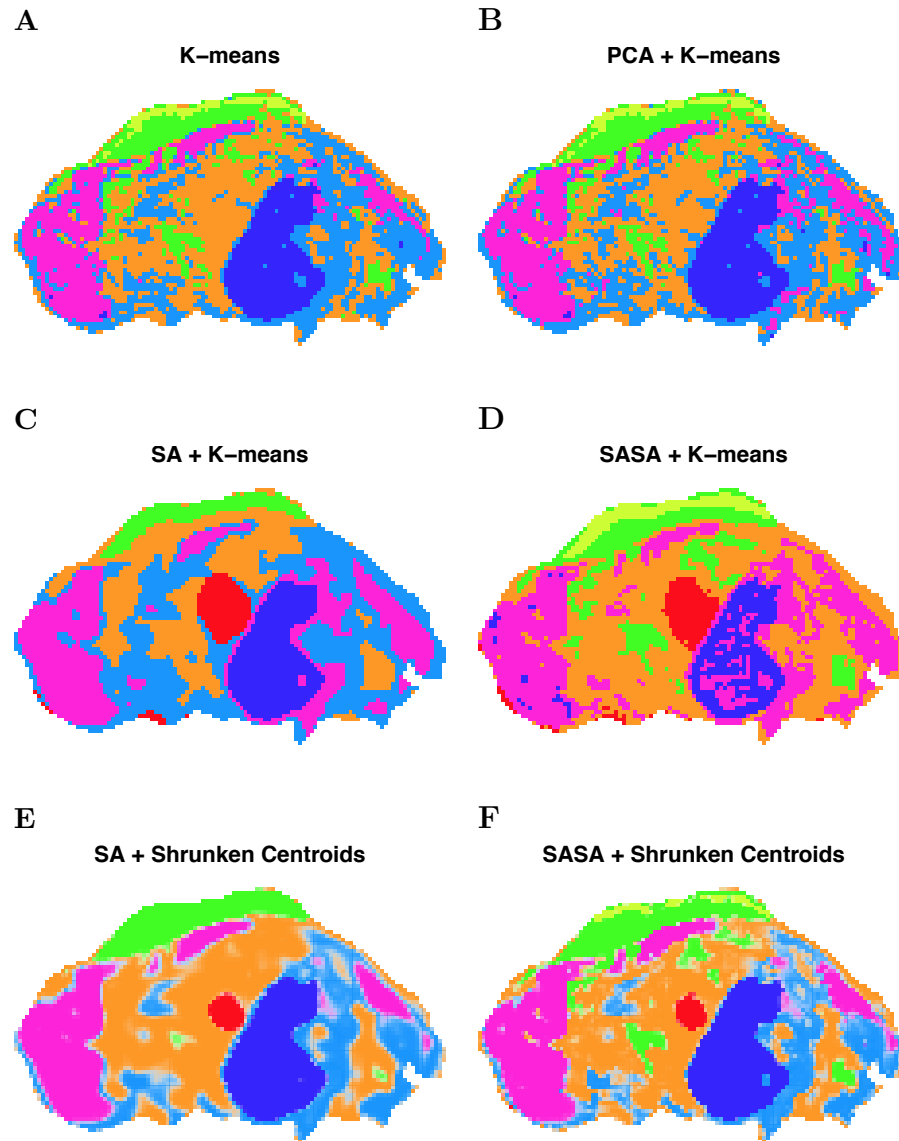 A
B
K−means
PCA + K−means
C
D
SA + K−means
SASA + K−means
E
F
SA + Shrunken Centroids
SASA + Shrunken Centroids